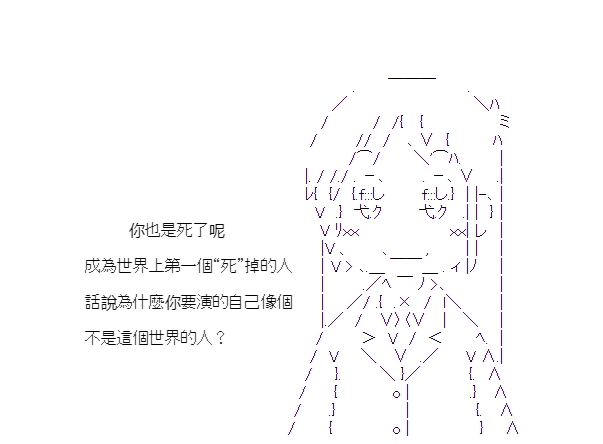 你也是死了呢
成為世界上第一個“死”掉的人
話說為什麼你要演的自己像個
不是這個世界的人？